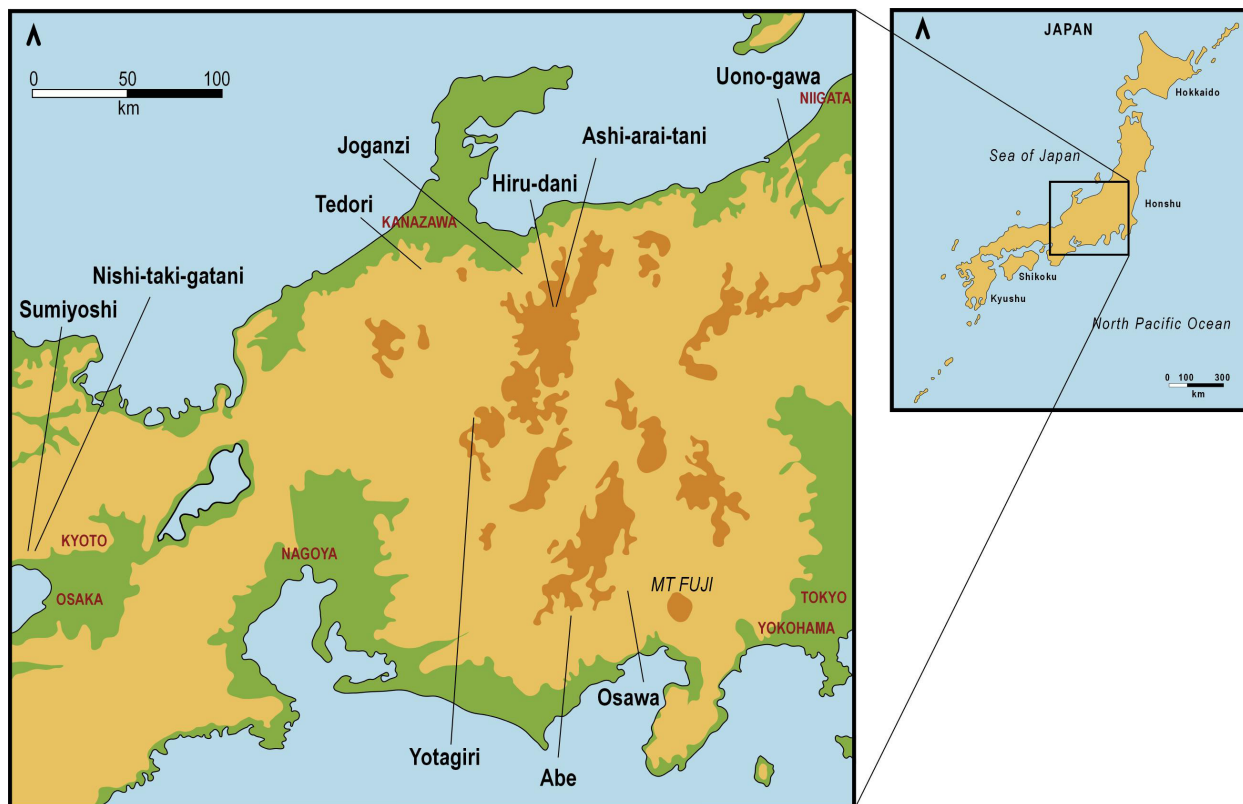 0 50 100
km
Uono-gawa
NIIGATA
Ashi-arai-tani
Joganzi
Hiru-dani
Tedori
KANAZAWA
Nishi-taki-gatani
Sumiyoshi
KYOTO
NAGOYA
OSAKA
MT FUJI
TOKYO
YOKOHAMA
Osawa
Yotagiri
Abe
JAPAN
Hokkaido
Sea of Japan
Honshu
Shikoku
Kyushu
North Pacific Ocean
0 100 300
km